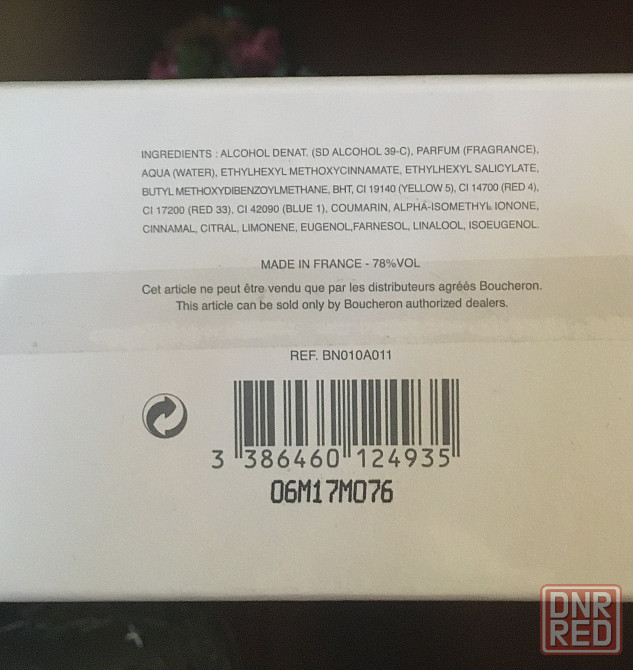 INGREDIENTS : ALCOHOL DENAT. (SD ALCOHOL 39-C), PARFUM (FRAGRANCE),
AQUA (WATER), ETHYLHEXYL METHOXYCINNAMATE, ETHYLHEXYL SALICYLATE,
BUTYL METHOXYDIBENZOYLMETHANE, BHT, CI 19140 (YELLOW 5), CI 14700 (RED 4),
CI 17200 (RED 33), CI 42090 (BLUE 1), COUMARIN, ALPHA-ISOMETHYL IONONE,
CINNAMAL, CITRAL, LIMONENE, EUGENOL,FARNESOL, LINALOOL, ISOEUGENOL.
MADE IN FRANCE - 78%VOL
Cet article ne peut être vendu que par les distributeurs agréés Boucheron.
This article can be sold only by Boucheron authorized dealers.
REF. BN010A011
3 386460 124935
06M17M076
DNR
RED